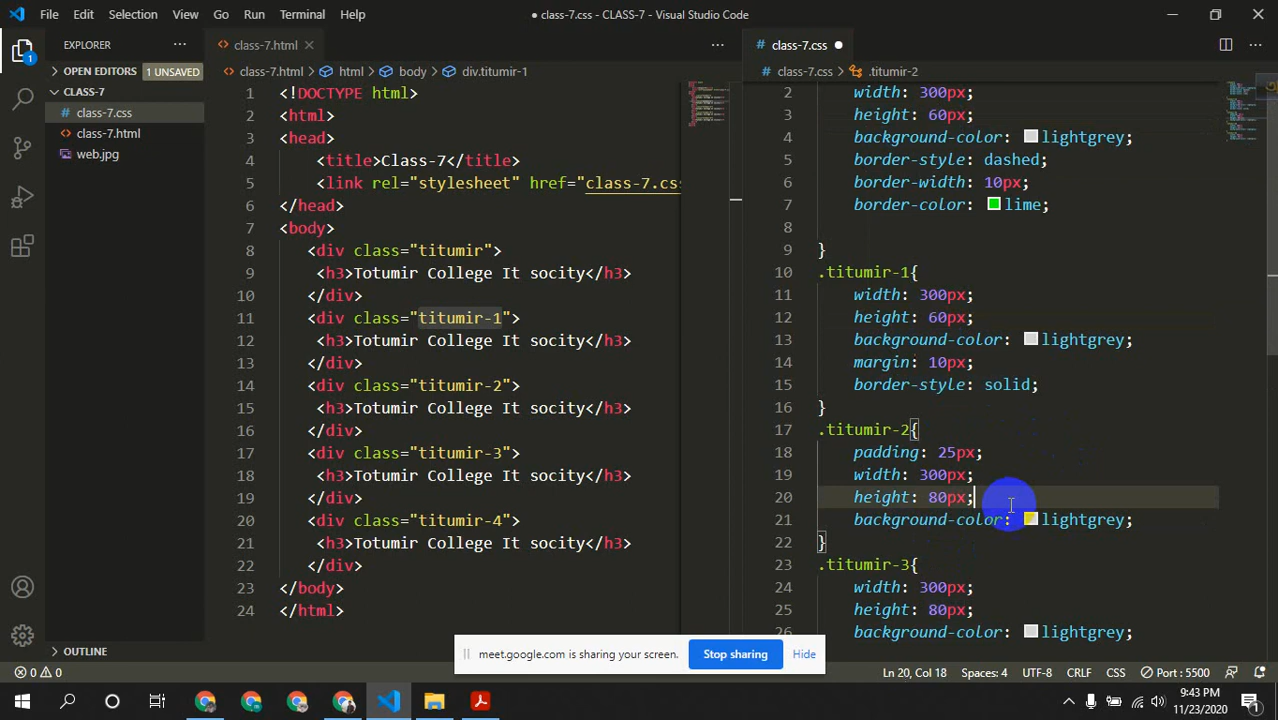 File Edit Selection View Go Run Terminal Help
● class-7.css - CLASS-7 - Visual Studio Code
EXPLORER
OPEN EDITORS 1 UNSAVED
CLASS-7
class-7.css
class-7.html
web.jpg
OUTLINE
class-7.html
class-7.html > html > body > div.titumir-1
1 <!DOCTYPE html>
2 <html>
3 <head>
4 <title>Class-7</title>
5 <link rel="stylesheet" href="class-7.css
6 </head>
7 <body>
8 <div class="titumir">
9 <h3>Totumir College It socity</h3>
10 </div>
11 <div class="titumir-1">
12 <h3>Totumir College It socity</h3>
13 </div>
14 <div class="titumir-2">
15 <h3>Totumir College It socity</h3>
16 </div>
17 <div class="titumir-3">
18 <h3>Totumir College It socity</h3>
19 </div>
20 <div class="titumir-4">
21 <h3>Totumir College It socity</h3>
22 </div>
23 </body>
24 </html>
class-7.css
class-7.css > .titumir-2
2 width: 300px;
3 height: 60px;
4 background-color: lightgrey;
5 border-style: dashed;
6 border-width: 10px;
7 border-color: lime;
8
9 }
10 .titumir-1{
11 width: 300px;
12 height: 60px;
13 background-color: lightgrey;
14 margin: 10px;
15 border-style: solid;
16 }
17 .titumir-2{
18 padding: 25px;
19 width: 300px;
20 height: 80px;
21 background-color: lightgrey;
22 }
23 .titumir-3{
24 width: 300px;
25 height: 80px;
26 background-color: lightgrey;
meet.google.com is sharing your screen. Stop sharing Hide
0 0 Ln 20, Col 18 Spaces: 4 UTF-8 CRLF CSS Port : 5500
9:43 PM
11/23/2020